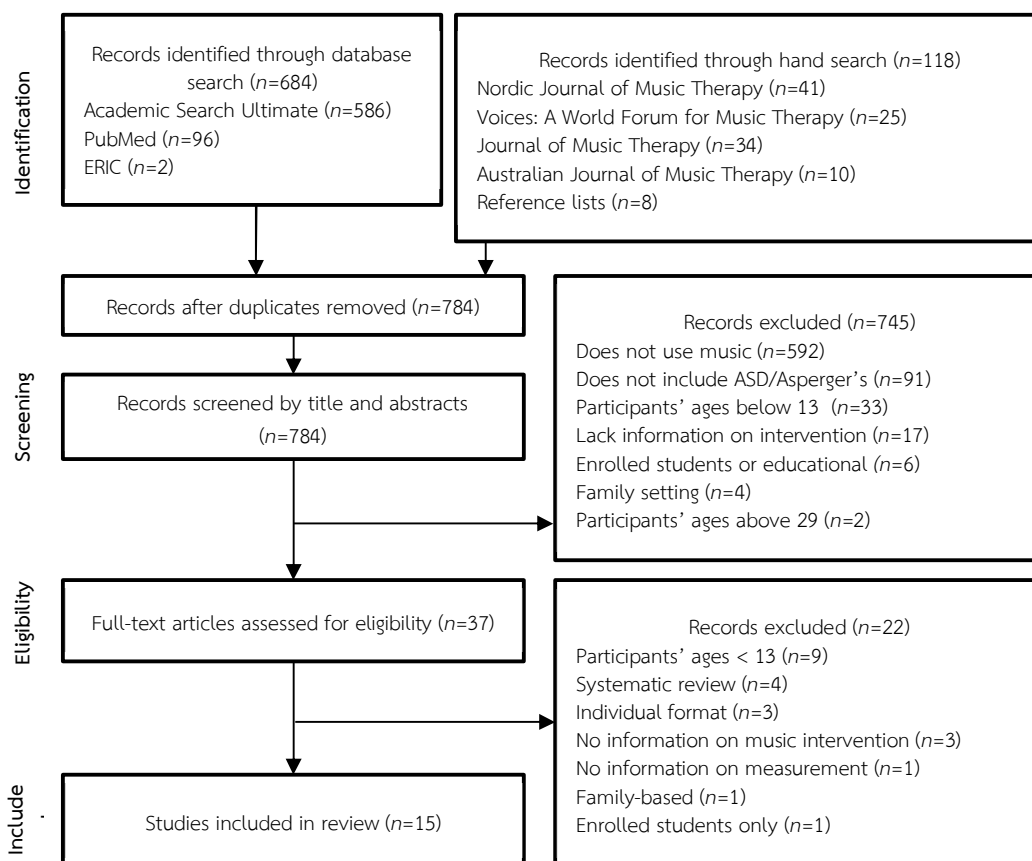 Identification
Records identified through database
search (n=684)
Academic Search Ultimate (n=586)
PubMed (n=96)
ERIC (n=2)
Records identified through hand search (n=118)
Nordic Journal of Music Therapy (n=41)
Voices: A World Forum for Music Therapy (n=25)
Journal of Music Therapy (n=34)
Australian Journal of Music Therapy (n=10)
Reference lists (n=8)
Records after duplicates removed (n=784)
Screening
Records screened by title and abstracts
(n=784)
Records excluded (n=745)
Does not use music (n=592)
Does not include ASD/Asperger’s (n=91)
Participants’ ages below 13 (n=33)
Lack information on intervention (n=17)
Enrolled students or educational (n=6)
Family setting (n=4)
Participants’ ages above 29 (n=2)
Eligibility
Full-text articles assessed for eligibility (n=37)
Records excluded (n=22)
Participants’ ages < 13 (n=9)
Systematic review (n=4)
Individual format (n=3)
No information on music intervention (n=3)
No information on measurement (n=1)
Family-based (n=1)
Enrolled students only (n=1)
Include
.
Studies included in review (n=15)